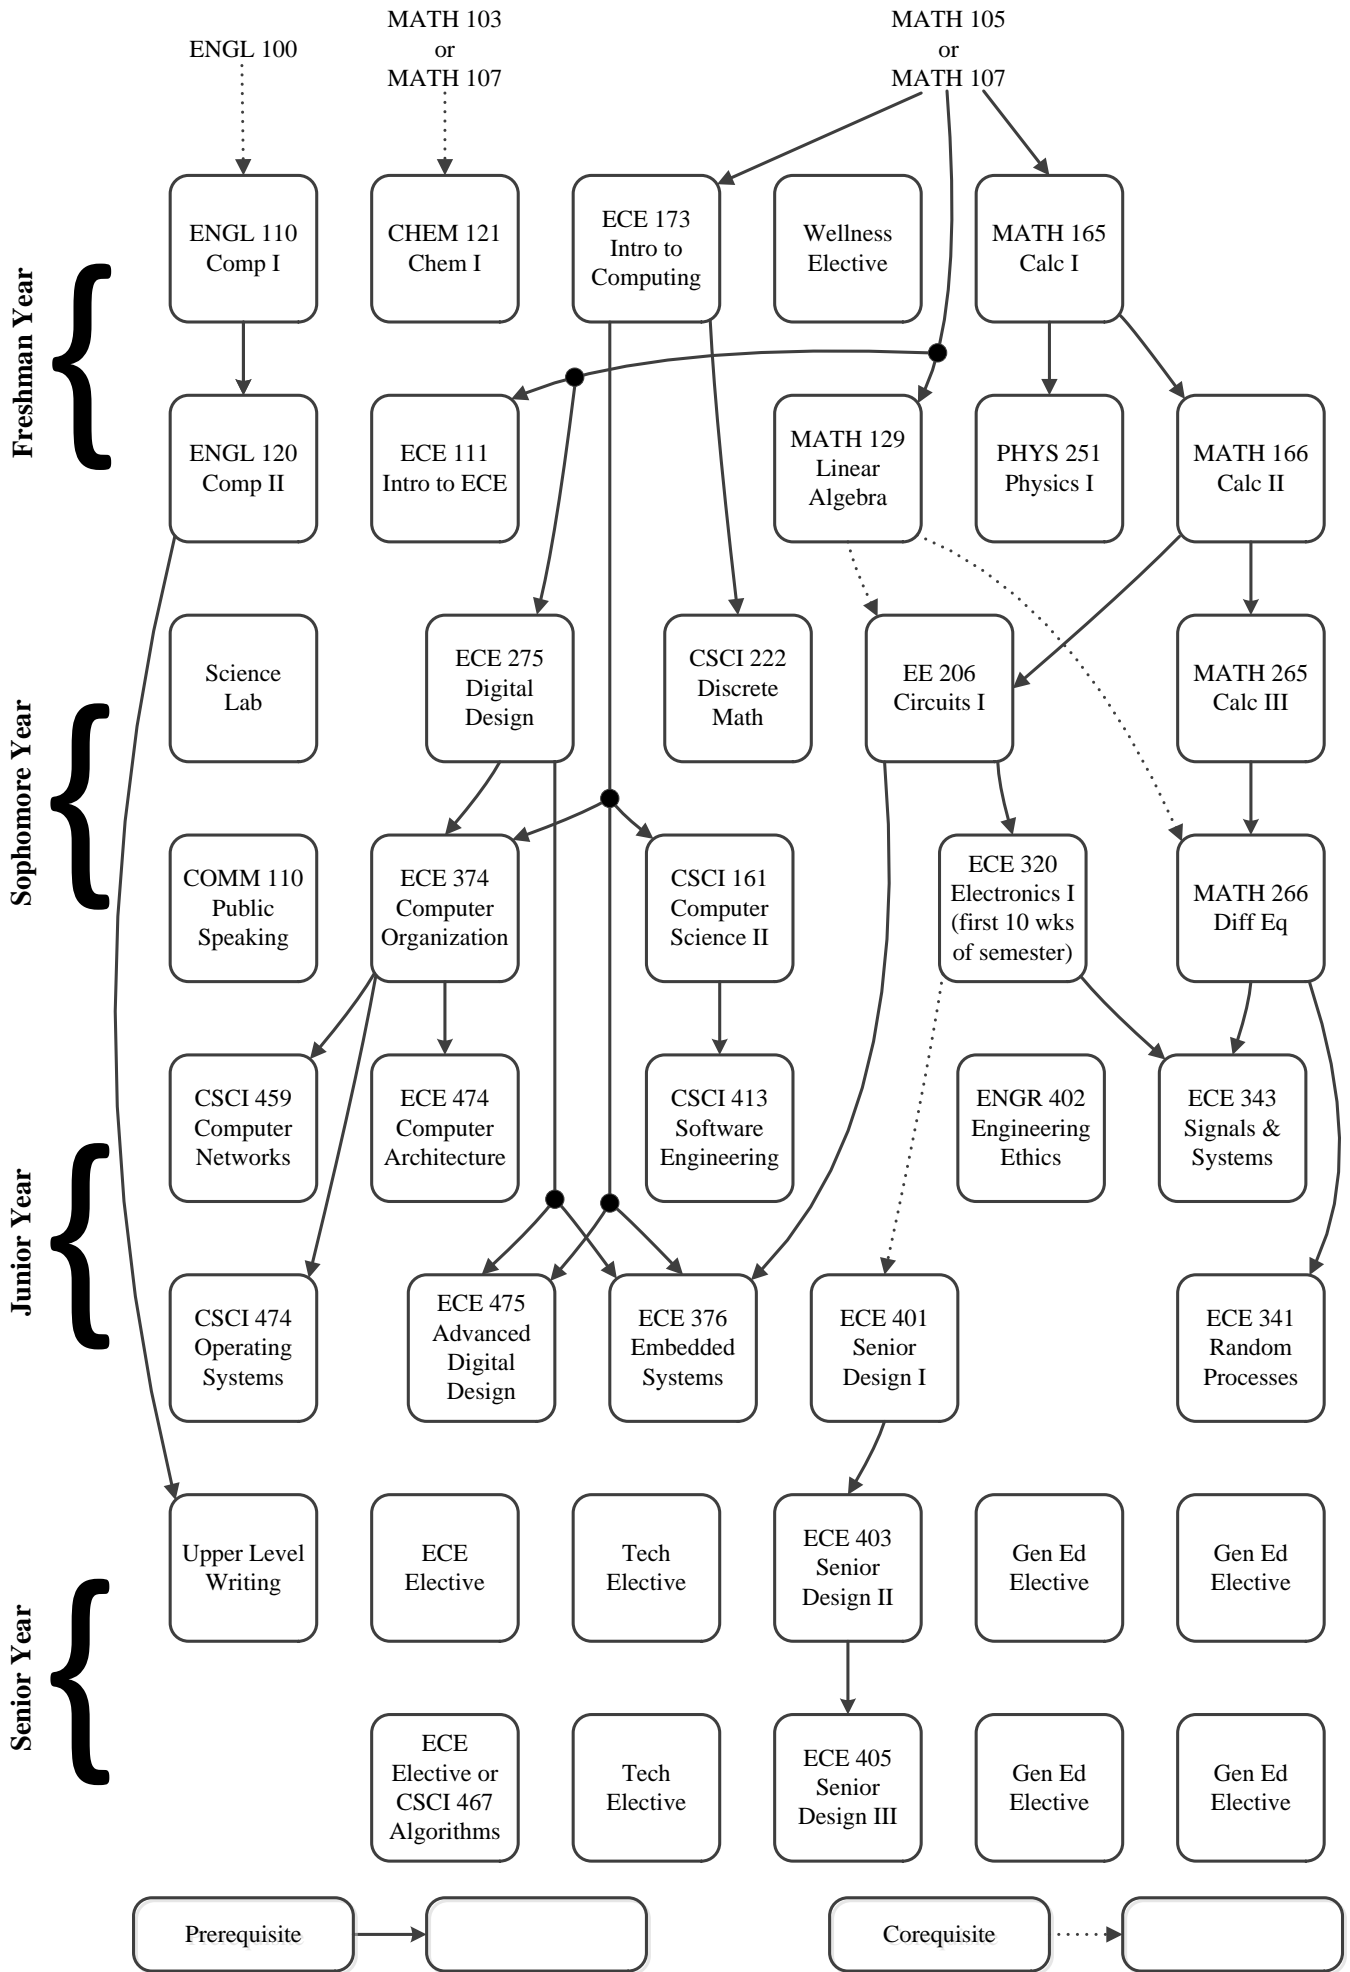 ENGL 100
MATH 103
or
MATH 107
MATH 105
or
MATH 107
Freshman Year
ENGL 110
Comp I
CHEM 121
Chem I
ECE 173
Intro to
Computing
Wellness
Elective
MATH 165
Calc I
ENGL 120
Comp II
ECE 111
Intro to ECE
MATH 129
Linear
Algebra
PHYS 251
Physics I
MATH 166
Calc II
Sophomore Year
Science
Lab
ECE 275
Digital
Design
CSCI 222
Discrete
Math
EE 206
Circuits I
MATH 265
Calc III
COMM 110
Public
Speaking
ECE 374
Computer
Organization
CSCI 161
Computer
Science II
ECE 320
Electronics I
(first 10 wks
of semester)
MATH 266
Diff Eq
Junior Year
CSCI 459
Computer
Networks
ECE 474
Computer
Architecture
CSCI 413
Software
Engineering
ENGR 402
Engineering
Ethics
ECE 343
Signals &
Systems
CSCI 474
Operating
Systems
ECE 475
Advanced
Digital
Design
ECE 376
Embedded
Systems
ECE 401
Senior
Design I
ECE 341
Random
Processes
Senior Year
Upper Level
Writing
ECE
Elective
Tech
Elective
ECE 403
Senior
Design II
Gen Ed
Elective
Gen Ed
Elective
ECE
Elective or
CSCI 467
Algorithms
Tech
Elective
ECE 405
Senior
Design III
Gen Ed
Elective
Gen Ed
Elective
Prerequisite
Corequisite